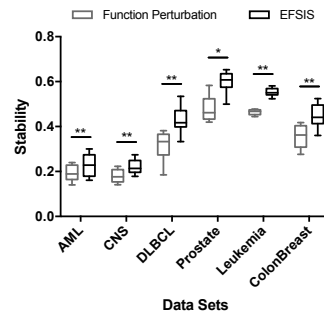 Function Perturbation
EFSIS
0.8
0.6
0.4
0.2
0.0
Stability
**
**
**
*
**
**
AML
CNS
DLBCL
Prostate
Leukemia
ColonBreast
Data Sets